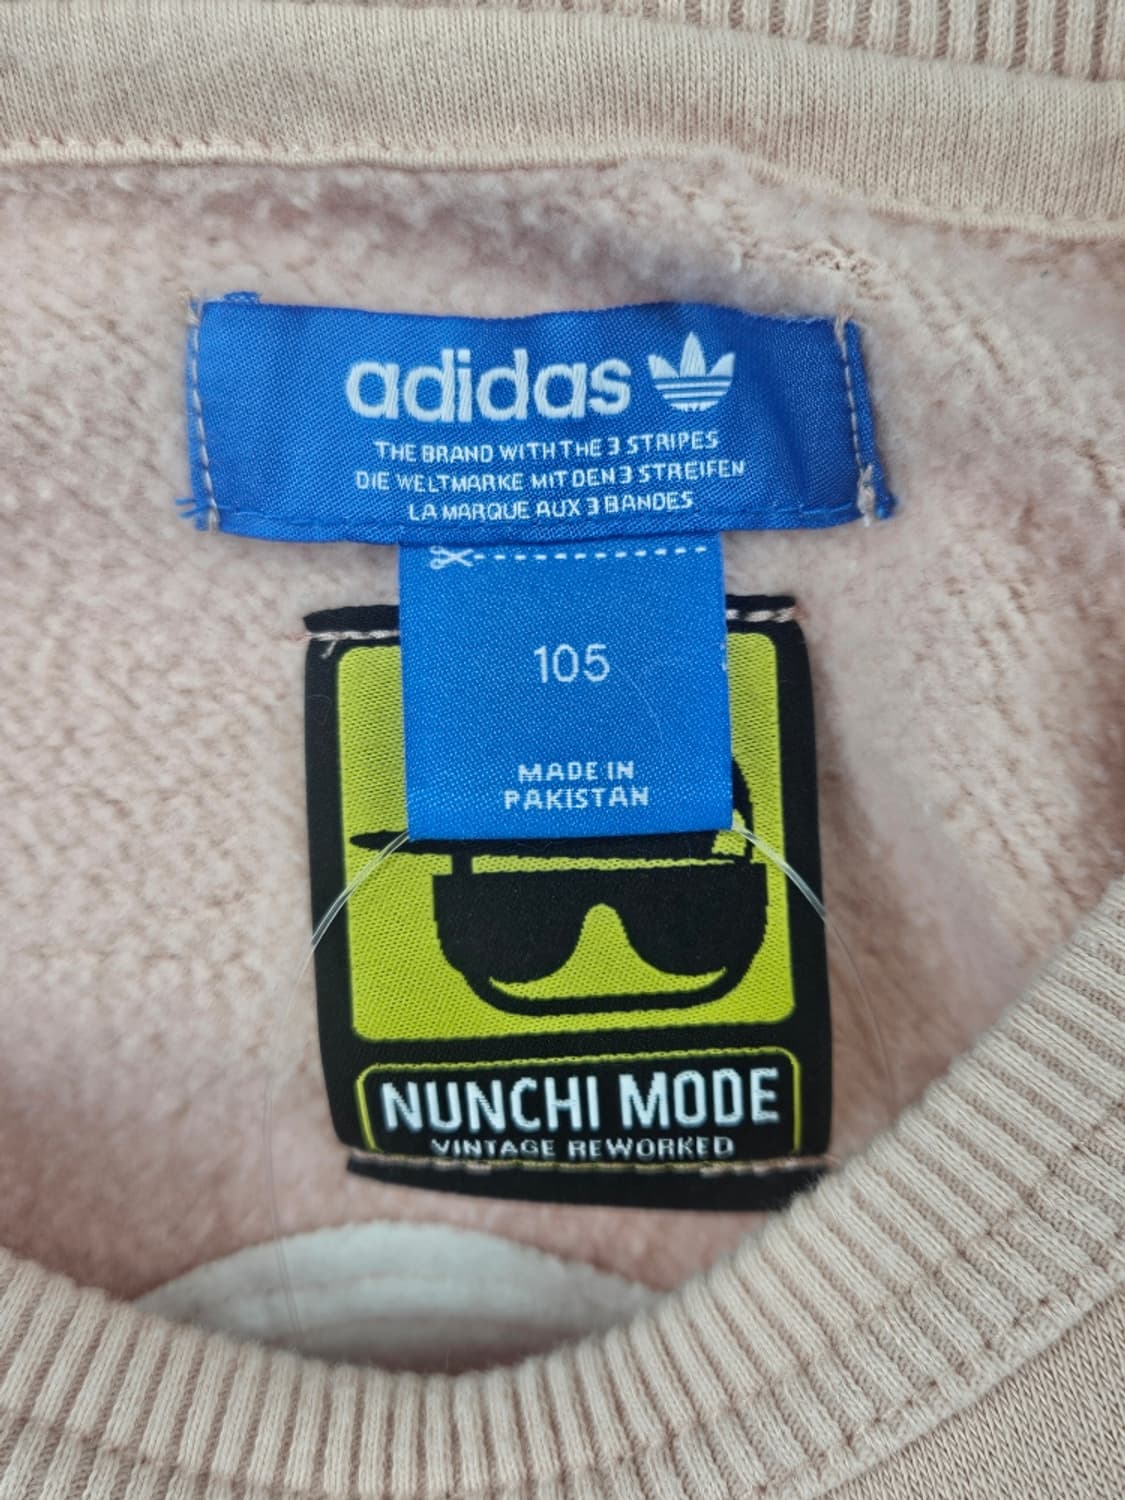 adidas
THE BRAND WITH THE 3 STRIPES
DIE WELTMARKE MIT DEN 3 STREIFEN
LA MARQUE AUX 3 BANDES
105
MADE IN
PAKISTAN
NUNCHI MODE
VINTAGE REWORKED